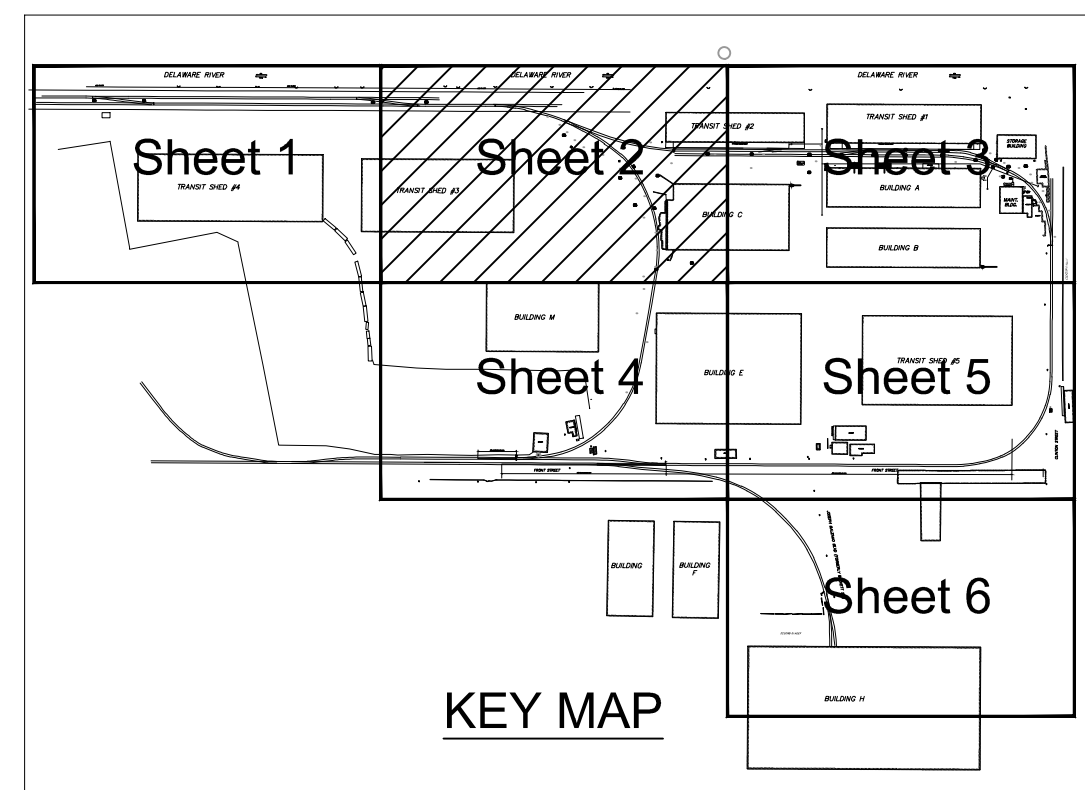 DELAWARE RIVER
DELAWARE RIVER
DELAWARE RIVER
TRANSIT SHED #2
TRANSIT SHED #1
STORAGE
BUILDING
Sheet 1
Sheet 2
Sheet 3
TRANSIT SHED #4
TRANSIT SHED #3
BUILDING A
MAINT.
BLDG.
BUILDING C
BUILDING B
BUILDING M
Sheet 4
BUILDING E
Sheet 5
TRANSIT SHED #5
CLINTON STREET
FRONT STREET
FRONT STREET
BUILDING
BUILDING
F
Sheet 6
BUILDING H
KEY MAP